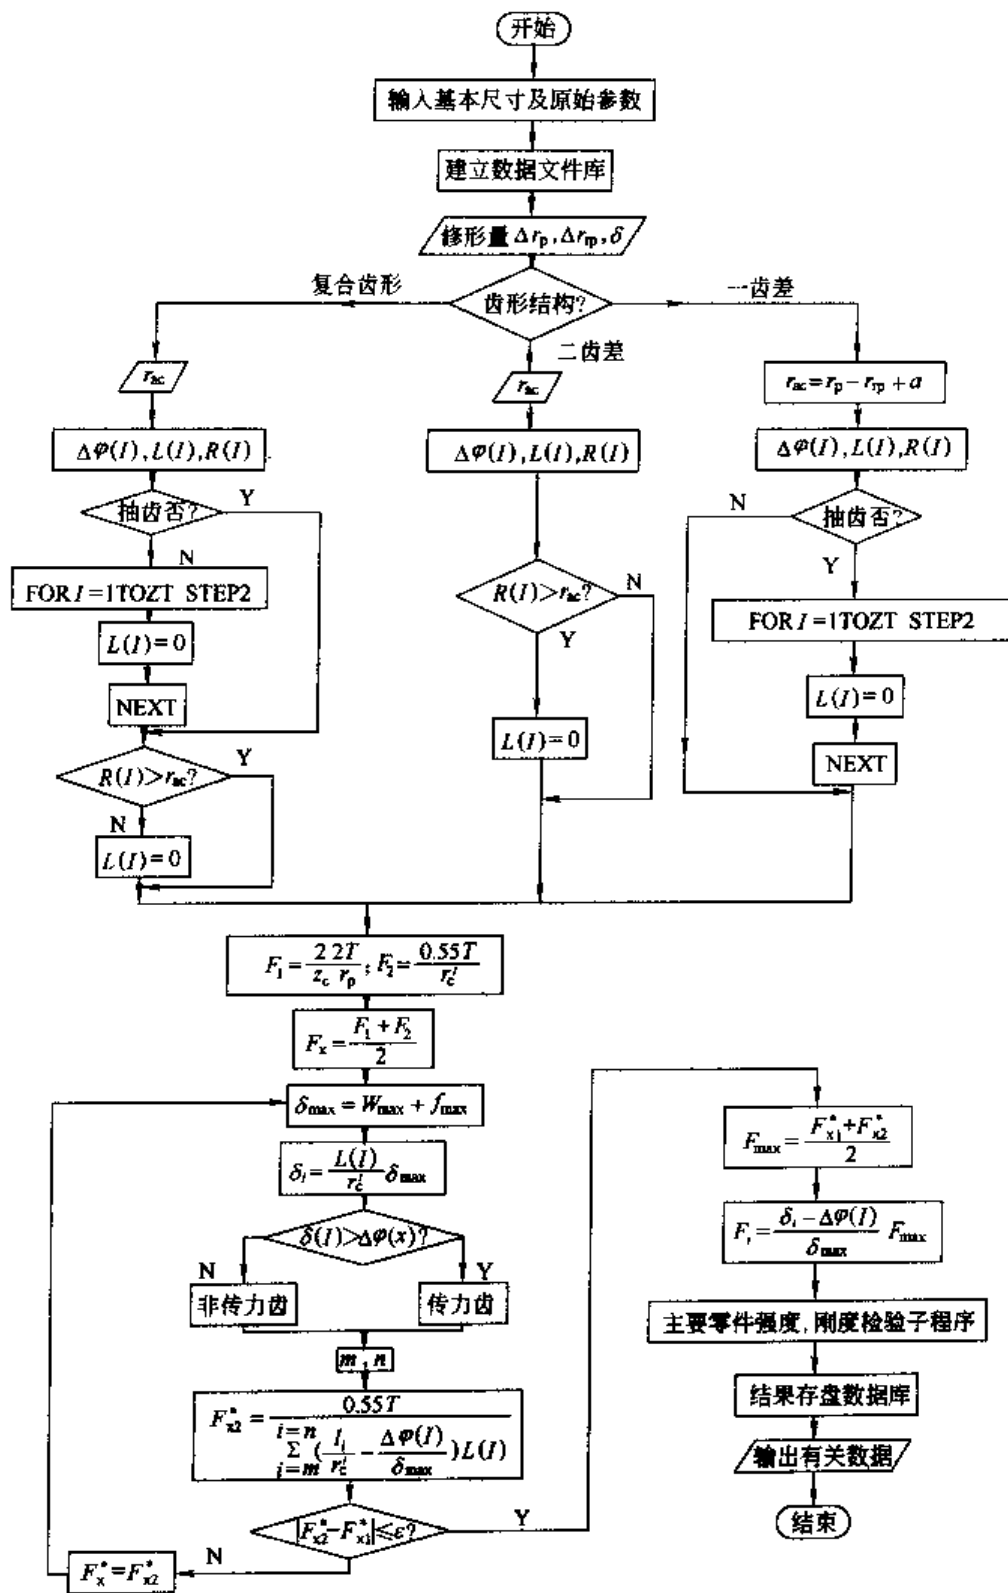 开始
输入基本尺寸及原始参数
建立数据文件库
修形量 Δr_p, Δr_rp, δ
复合齿形
齿形结构?
一齿差
二齿差
r_ac
r_ac
r_ac = r_p − r_rp + a
Δφ(I), L(I), R(I)
Δφ(I), L(I), R(I)
Δφ(I), L(I), R(I)
抽齿否?
Y
N
FOR I = 1TOZT STEP2
L(I) = 0
NEXT
R(I) > r_ac?
Y
N
L(I) = 0
R(I) > r_ac?
N
Y
L(I) = 0
N
抽齿否?
Y
FOR I = 1TOZT STEP2
L(I) = 0
NEXT
F_1 = 2 2T / z_c r_p ; F_2 = 0.55T / r_c′
F_x = (F_1 + F_2) / 2
δ_max = W_max + f_max
δ_i = L(I) / r_c′ δ_max
δ(I) > Δφ(x)?
N
Y
非传力齿
传力齿
m, n
F*_x2 = 0.55T / Σ_{i=m}^{i=n} (l_i / r_c′ − Δφ(I) / δ_max) L(I)
|F*_x2 − F*_x1| ≤ ε?
Y
N
F*_x = F*_x2
F_max = (F*_x1 + F*_x2) / 2
F_i = (δ_i − Δφ(I)) / δ_max F_max
主要零件强度,刚度检验子程序
结果存盘数据库
输出有关数据
结束